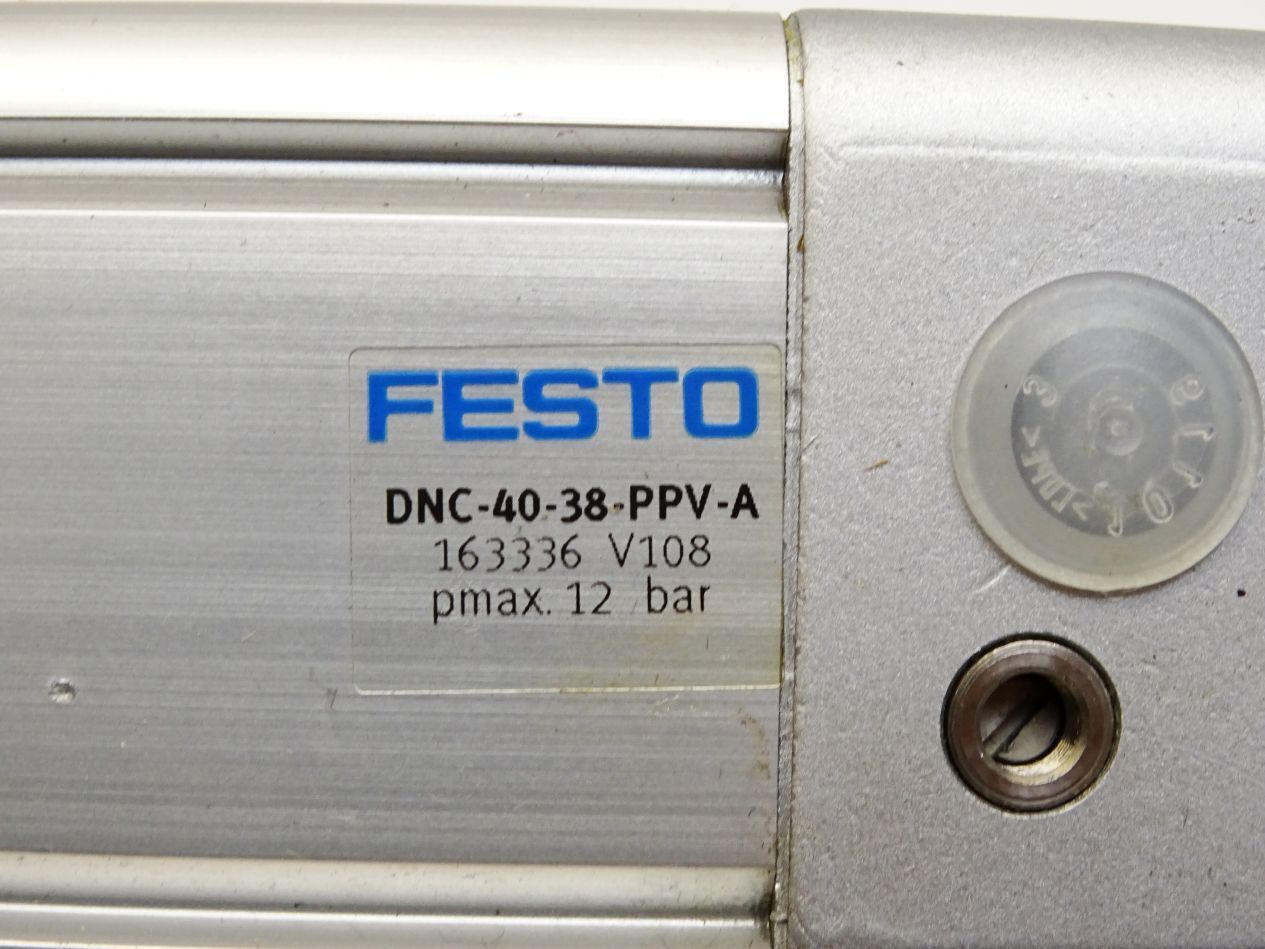 FESTO
DNC-40-38-PPV-A
163336 V108
pmax. 12 bar